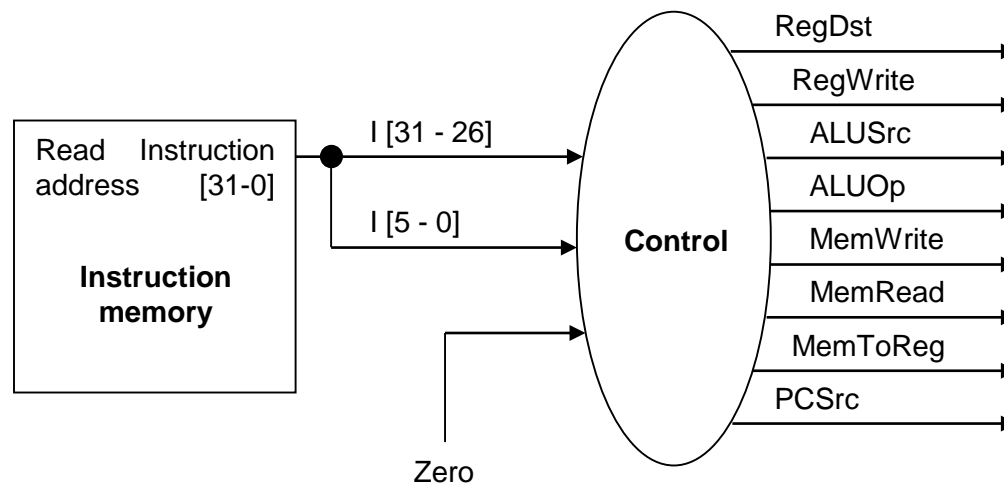 RegDst
RegWrite
I [31 - 26]
ALUSrc
Read Instruction
address [31-0]
ALUOp
I [5 - 0]
Control
MemWrite
Instruction
memory
MemRead
MemToReg
PCSrc
Zero